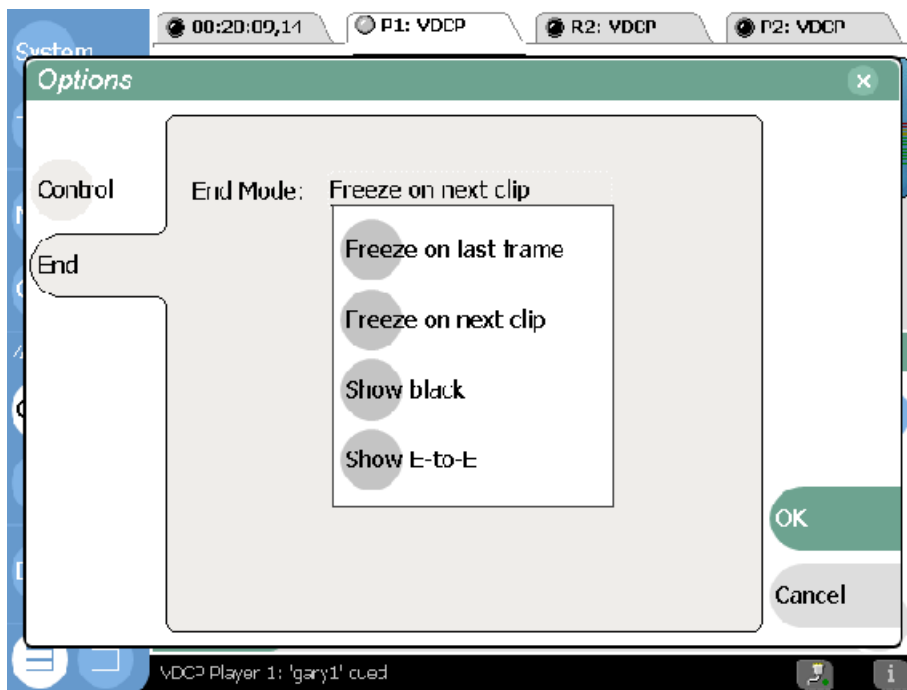 00:20:09,14
P1: VDCP
R2: VDCP
P2: VDCP
System
Options
Control
End Mode: Freeze on next clip
End
Freeze on last frame
Freeze on next clip
Show black
Show E-to-E
OK
Cancel
VDCP Player 1: 'gary1' cued
i